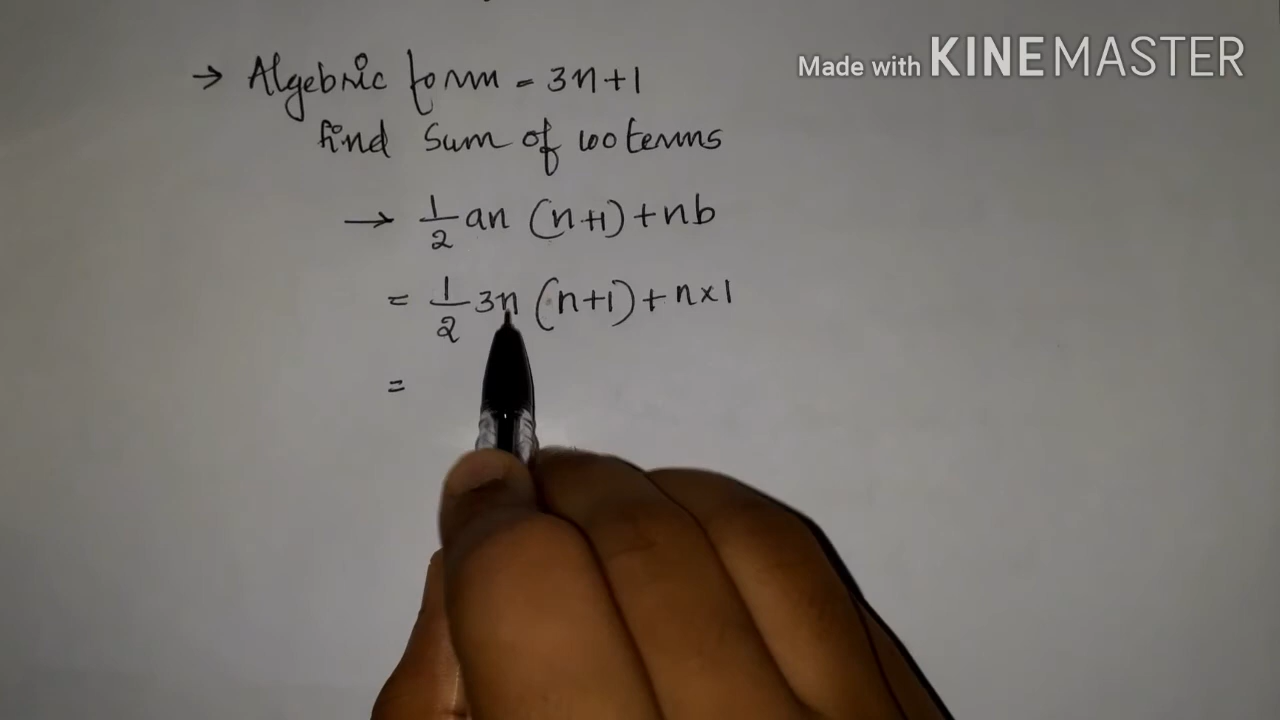 Made with KINEMASTER
→ Algebric form = 3n+1
find Sum of 100 terms
→ 1/2 an (n+1) + nb
= 1/2 3n (n+1) + n×1
=